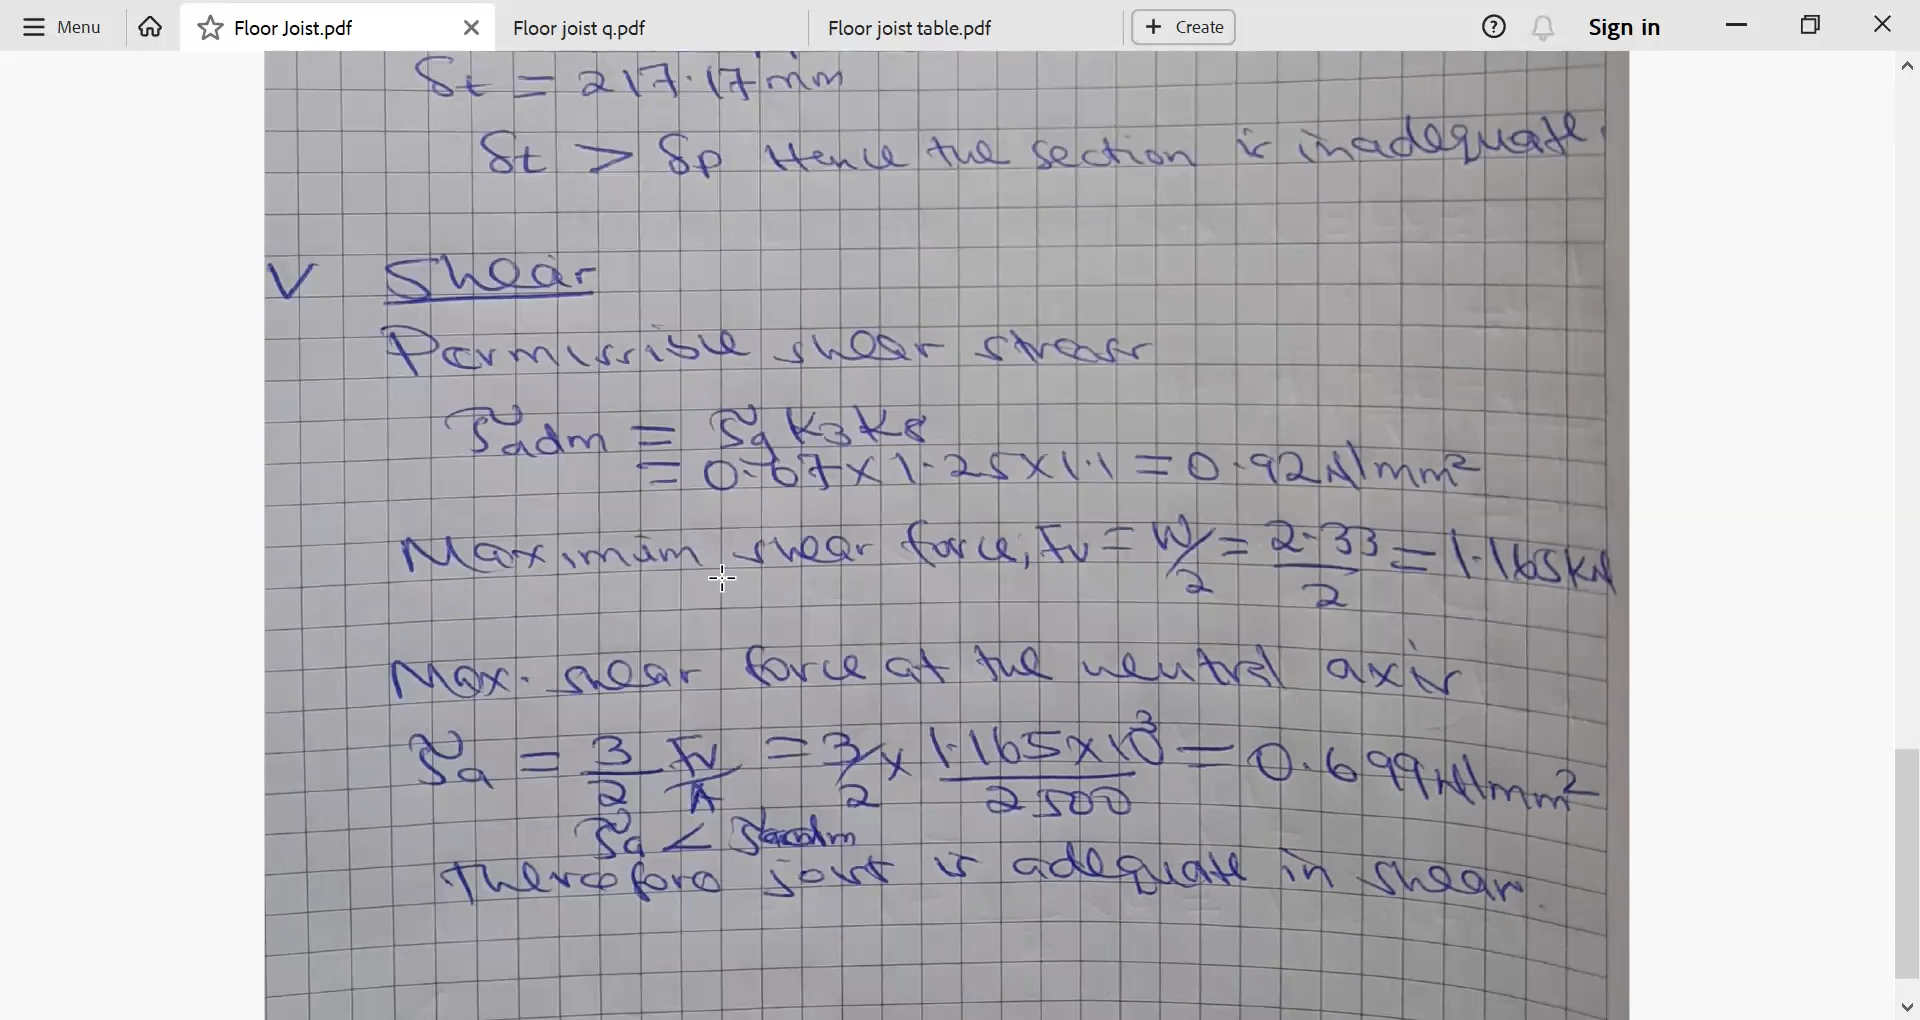 Menu Floor Joist.pdf Floor joist q.pdf Floor joist table.pdf + Create Sign in
δt = 217.17mm
δt > δp Hence the section is inadequate.
V Shear
Permissible shear stress
τadm = τg K3 K8
= 0.67 × 1.25 × 1.1 = 0.92 N/mm²
Maximum shear force, Fv = W/2 = 2.33/2 = 1.165kN
Max. shear force at the neutral axis
τa = 3/2 Fv/A = 3/2 × 1.165×10³/2500 = 0.699N/mm²
τa < τadm
Therefore joist is adequate in shear.